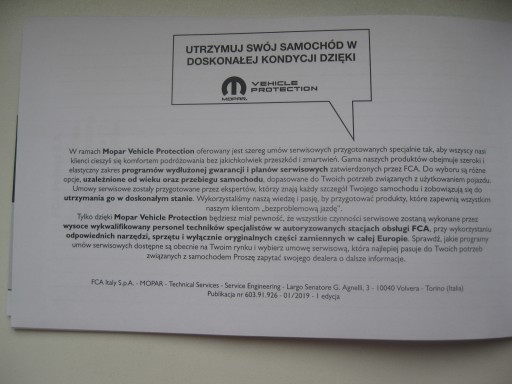 UTRZYMUJ SWÓJ SAMOCHÓD W
DOSKONAŁEJ KONDYCJI DZIĘKI
MOPAR
VEHICLE
PROTECTION
W ramach Mopar Vehicle Protection oferowany jest szereg umów serwisowych przygotowanych specjalnie tak, aby wszyscy nasi
klienci cieszyli się komfortem podróżowania bez jakichkolwiek przeszkód i zmartwień. Gama naszych produktów obejmuje szeroki i
elastyczny zakres programów wydłużonej gwarancji i planów serwisowych zatwierdzonych przez FCA. Do wyboru są różne
opcje, uzależnione od wieku oraz przebiegu samochodu, dopasowane do Twoich potrzeb związanych z użytkowaniem pojazdu.
Umowy serwisowe zostały przygotowane przez ekspertów, którzy znają każdy szczegół Twojego samochodu i zobowiązują się do
utrzymania go w doskonałym stanie. Wykorzystaliśmy naszą wiedzę i pasję, by przygotować produkty, które zapewnią wszystkim
naszym klientom „bezproblemową jazdę”.
Tylko dzięki Mopar Vehicle Protection będziesz miał pewność, że wszystkie czynności serwisowe zostaną wykonane przez
wysoce wykwalifikowany personel techników specjalistów w autoryzowanych stacjach obsługi FCA, przy wykorzystaniu
odpowiednich narzędzi, sprzętu i wyłącznie oryginalnych części zamiennych w całej Europie. Sprawdź, jakie programy
umów serwisowych dostępne są obecnie na Twoim rynku i wybierz umowę serwisową, która najlepiej pasuje do Twoich potrzeb
związanych z samochodem Proszę zapytać swojego dealera o dalsze informacje.
FCA Italy S.p.A. - MOPAR - Technical Services - Service Engineering - Largo Senatore G. Agnelli, 3 - 10040 Volvera - Torino (Italia)
Publikacja nr 603.91.926 - 01/2019 - 1 edycja